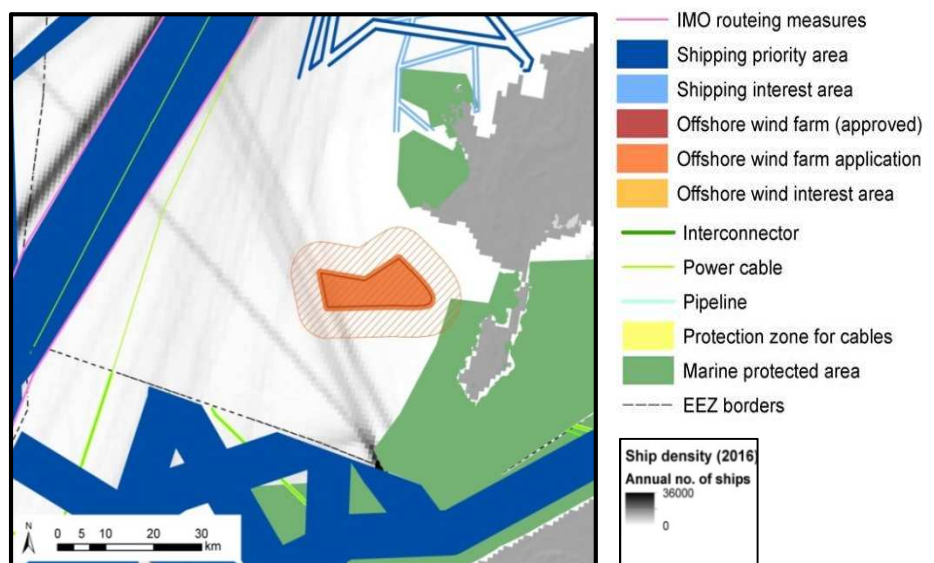 IMO routeing measures
Shipping priority area
Shipping interest area
Offshore wind farm (approved)
Offshore wind farm application
Offshore wind interest area
Interconnector
Power cable
Pipeline
Protection zone for cables
Marine protected area
EEZ borders
Ship density (2016)
Annual no. of ships
36000
0
N
0 5 10 20 30
km